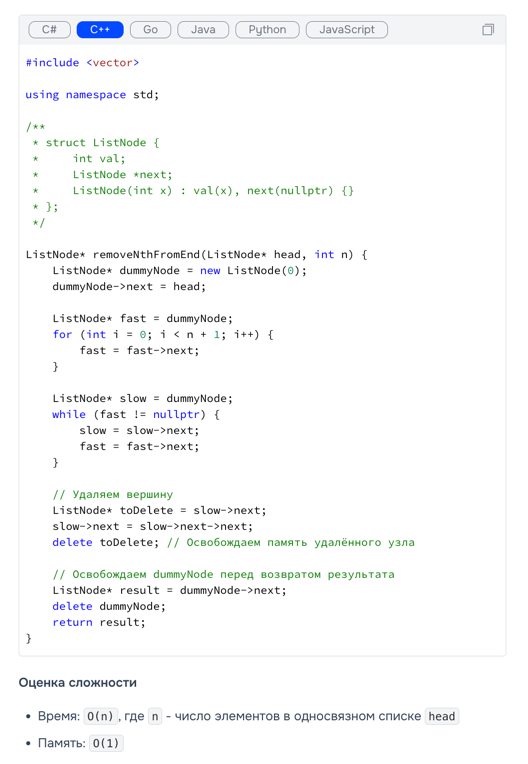 C# C++ Go Java Python JavaScript
#include <vector>
using namespace std;
/**
 * struct ListNode {
 *     int val;
 *     ListNode *next;
 *     ListNode(int x) : val(x), next(nullptr) {}
 * };
 */
ListNode* removeNthFromEnd(ListNode* head, int n) {
    ListNode* dummyNode = new ListNode(0);
    dummyNode->next = head;
    ListNode* fast = dummyNode;
    for (int i = 0; i < n + 1; i++) {
        fast = fast->next;
    }
    ListNode* slow = dummyNode;
    while (fast != nullptr) {
        slow = slow->next;
        fast = fast->next;
    }
    // Удаляем вершину
    ListNode* toDelete = slow->next;
    slow->next = slow->next->next;
    delete toDelete; // Освобождаем память удалённого узла
    // Освобождаем dummyNode перед возвратом результата
    ListNode* result = dummyNode->next;
    delete dummyNode;
    return result;
}
Оценка сложности
• Время: O(n), где n - число элементов в односвязном списке head
• Память: O(1)